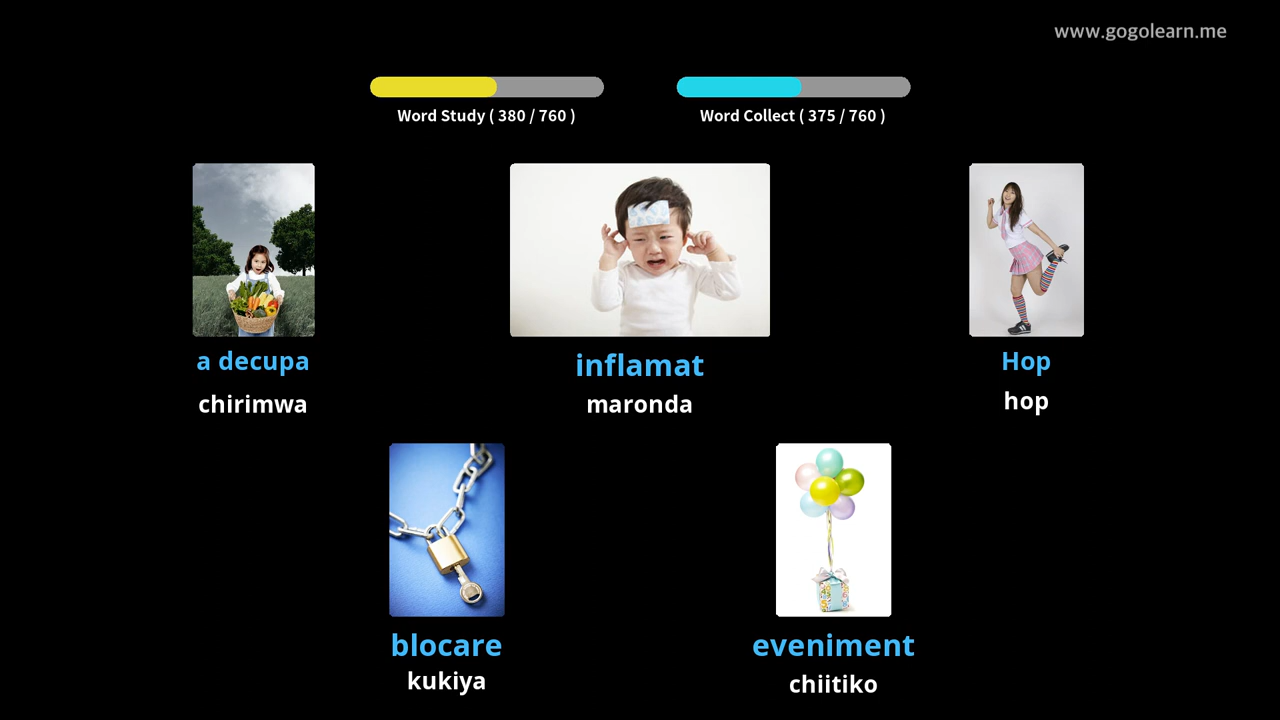 www.gogolearn.me
Word Study ( 380 / 760 )
Word Collect ( 375 / 760 )
a decupa
chirimwa
inflamat
maronda
Hop
hop
blocare
kukiya
eveniment
chiitiko